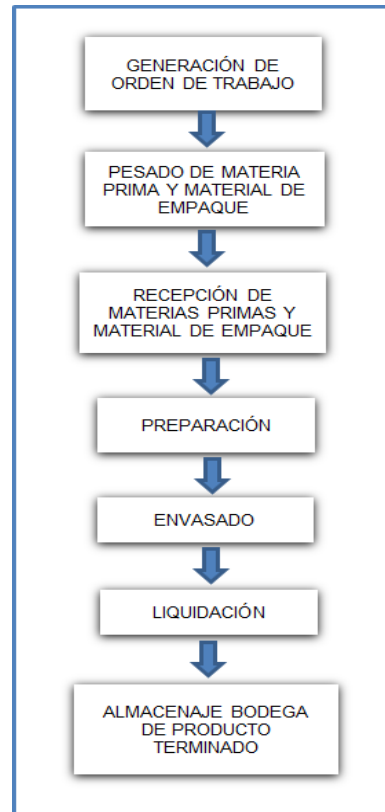 GENERACIÓN DE
ORDEN DE TRABAJO
PESADO DE MATERIA
PRIMA Y MATERIAL DE
EMPAQUE
RECEPCIÓN DE
MATERIAS PRIMAS Y
MATERIAL DE EMPAQUE
PREPARACIÓN
ENVASADO
LIQUIDACIÓN
ALMACENAJE BODEGA
DE PRODUCTO
TERMINADO